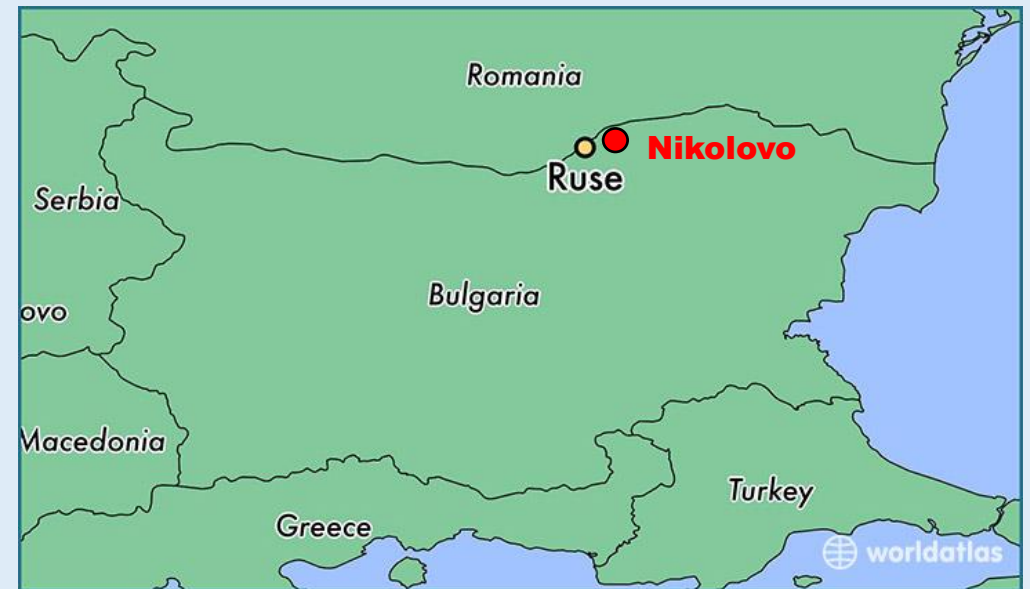 Romania
Nikolovo
Ruse
Serbia
Bulgaria
ovo
Macedonia
Turkey
Greece
worldatlas